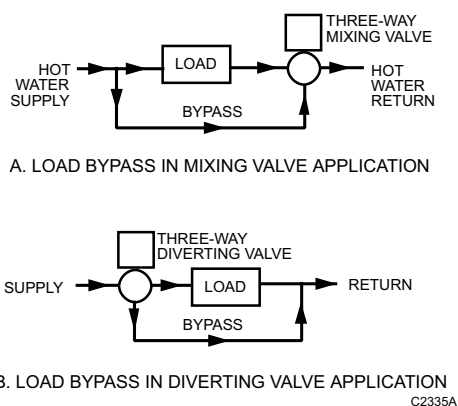 THREE-WAY
MIXING VALVE
HOT
WATER
SUPPLY
LOAD
HOT
WATER
RETURN
BYPASS
A. LOAD BYPASS IN MIXING VALVE APPLICATION
THREE-WAY
DIVERTING VALVE
SUPPLY
LOAD
RETURN
BYPASS
B. LOAD BYPASS IN DIVERTING VALVE APPLICATION
C2335A